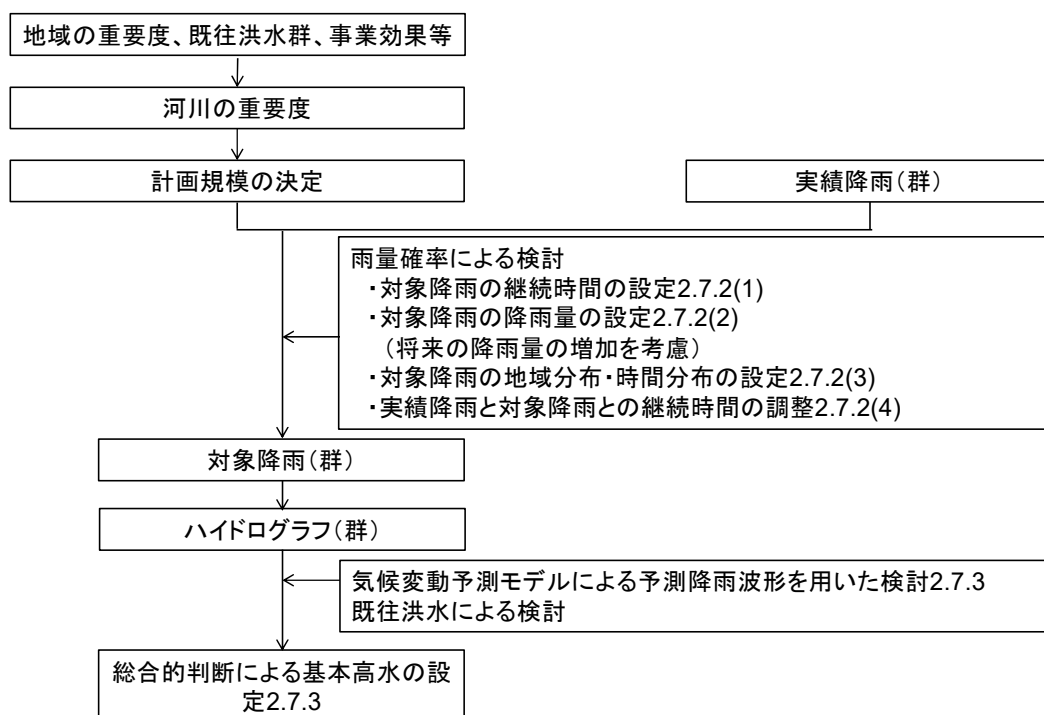 地域の重要度、既往洪水群、事業効果等
河川の重要度
計画規模の決定
実績降雨(群)
雨量確率による検討
・対象降雨の継続時間の設定2.7.2(1)
・対象降雨の降雨量の設定2.7.2(2)
(将来の降雨量の増加を考慮)
・対象降雨の地域分布・時間分布の設定2.7.2(3)
・実績降雨と対象降雨との継続時間の調整2.7.2(4)
対象降雨(群)
ハイドログラフ(群)
気候変動予測モデルによる予測降雨波形を用いた検討2.7.3
既往洪水による検討
総合的判断による基本高水の設
定2.7.3